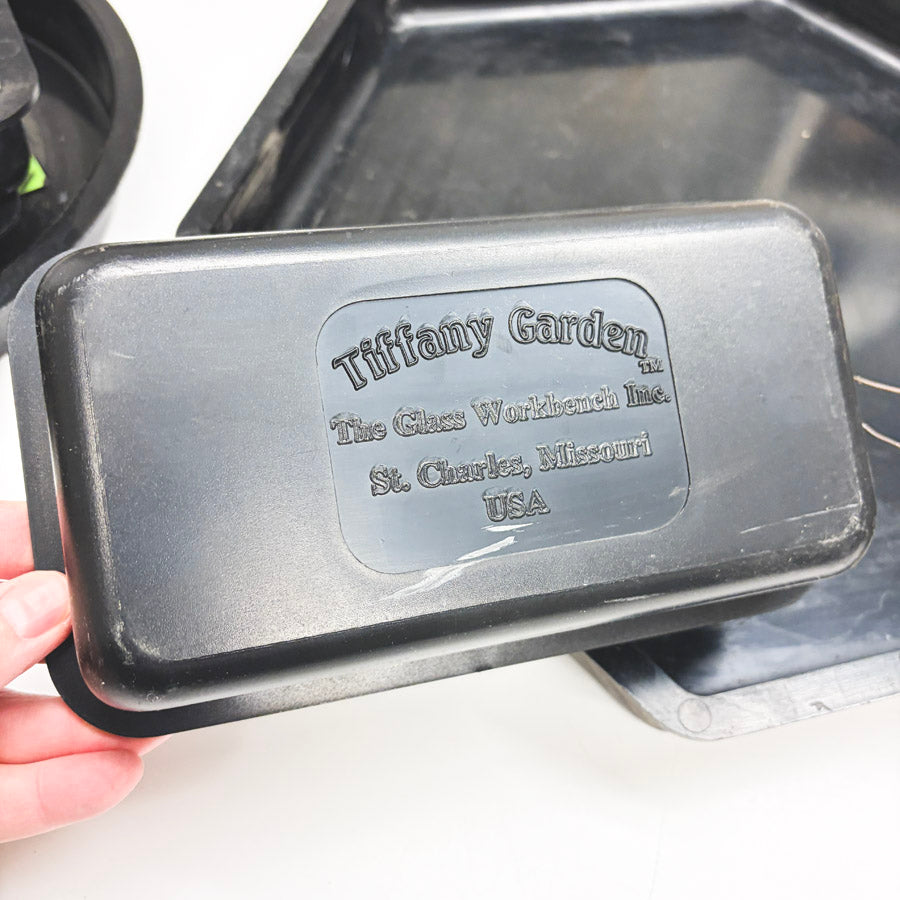 Tiffany Garden
TM
The Glass Workbench Inc.
St. Charles, Missouri
USA